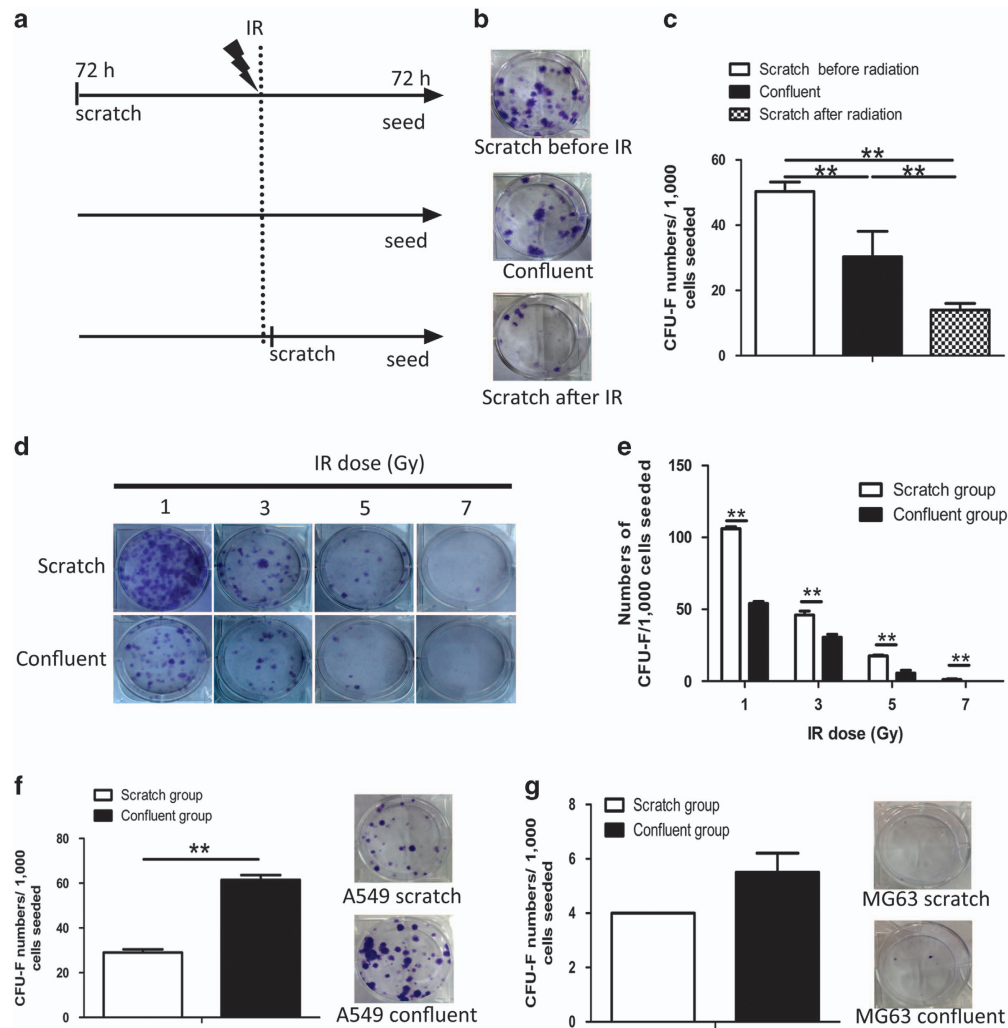 a
IR
72 h
72 h
scratch
seed
seed
scratch
seed
b
Scratch before IR
Confluent
Scratch after IR
c
Scratch before radiation
Confluent
Scratch after radiation
CFU-F numbers/ 1,000
cells seeded
60
40
20
0
**
**
**
d
IR dose (Gy)
1 3 5 7
Scratch
Confluent
e
Numbers of
CFU-F/1,000 cells seeded
150
100
50
0
Scratch group
Confluent group
**
**
**
**
1 3 5 7
IR dose (Gy)
f
Scratch group
Confluent group
CFU-F numbers/ 1,000
cells seeded
80
60
40
20
0
**
A549 scratch
A549 confluent
g
Scratch group
Confluent group
CFU-F numbers/ 1,000
cells seeded
8
6
4
2
0
MG63 scratch
MG63 confluent